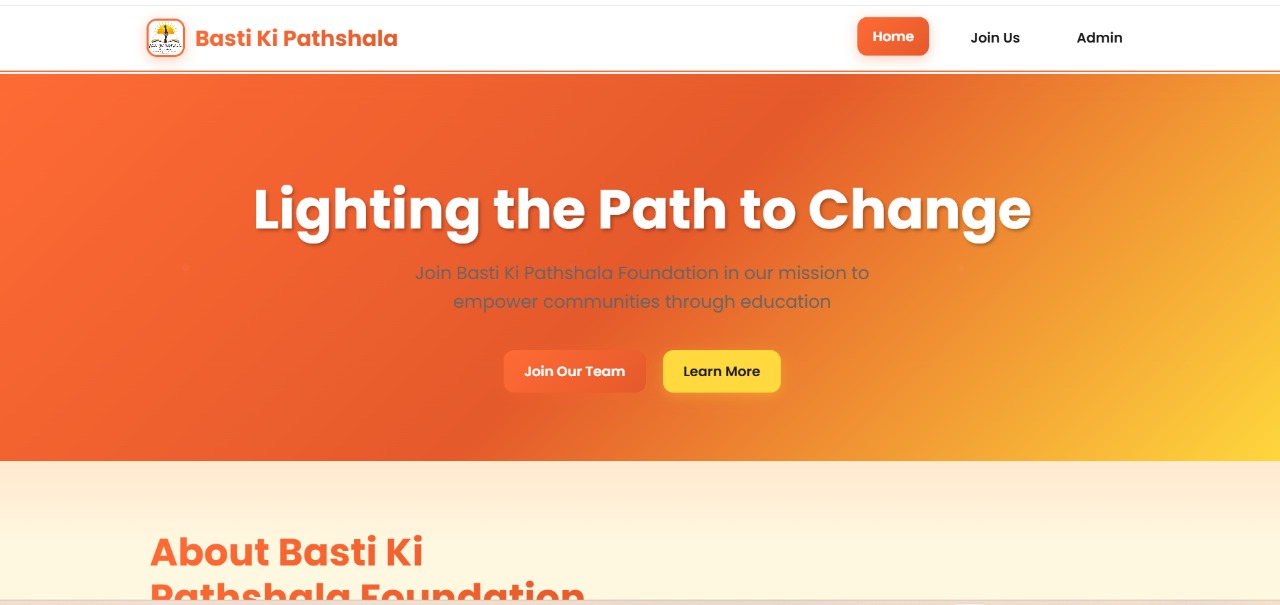 Basti Ki Pathshala
Home
Join Us
Admin
Lighting the Path to Change
Join Basti Ki Pathshala Foundation in our mission to
empower communities through education
Join Our Team
Learn More
About Basti Ki
Pathshala Foundation